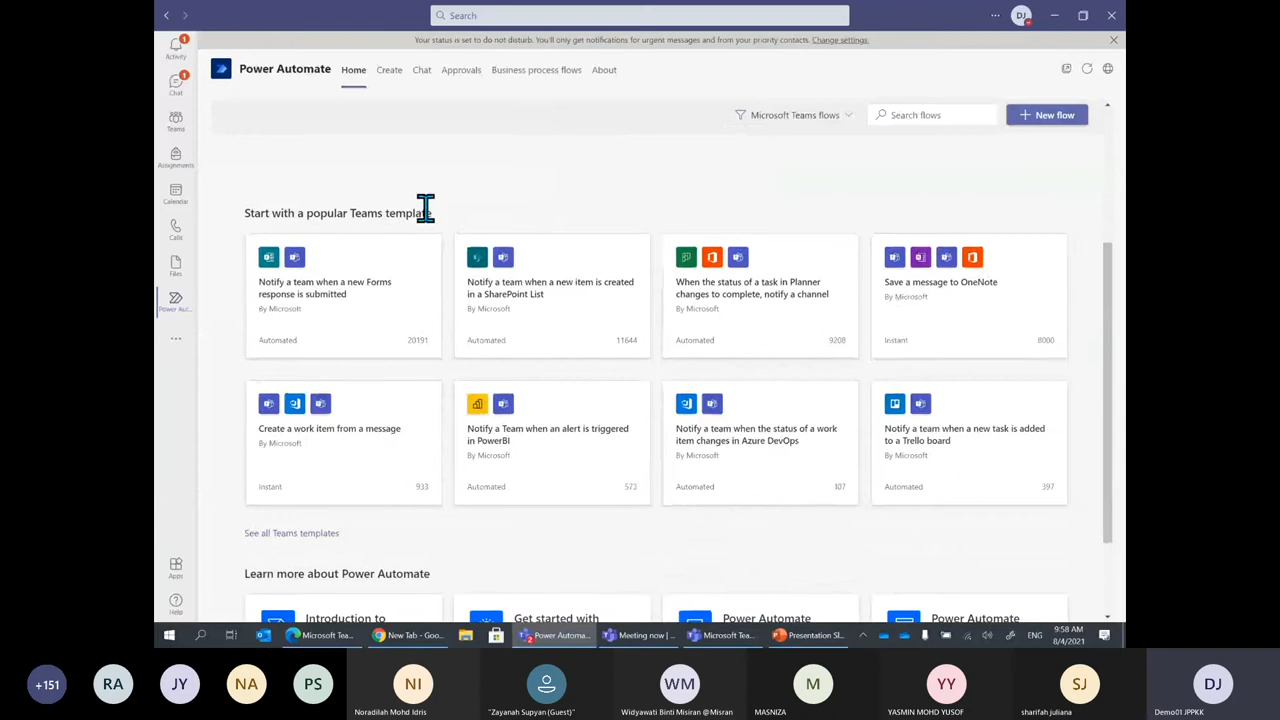 Search
DJ
Your status is set to do not disturb. You'll only get notifications for urgent messages and from your priority contacts. Change settings.
Activity
1
Chat
1
Teams
Assignments
Calendar
Calls
Files
Power Aut...
Apps
Help
Power Automate
Home
Create
Chat
Approvals
Business process flows
About
Microsoft Teams flows
Search flows
New flow
Start with a popular Teams template
Notify a team when a new Forms
response is submitted
By Microsoft
Automated
20191
Notify a team when a new item is created
in a SharePoint List
By Microsoft
Automated
11644
When the status of a task in Planner
changes to complete, notify a channel
By Microsoft
Automated
9208
Save a message to OneNote
By Microsoft
Instant
8000
Create a work item from a message
By Microsoft
Instant
933
Notify a Team when an alert is triggered
in PowerBI
By Microsoft
Automated
573
Notify a team when the status of a work
item changes in Azure DevOps
By Microsoft
Automated
107
Notify a team when a new task is added
to a Trello board
By Microsoft
Automated
397
See all Teams templates
Learn more about Power Automate
Introduction to
Get started with
Power Automate
Power Automate
Microsoft Tea...
New Tab - Goo...
2
Power Automa...
Meeting now | ...
Microsoft Tea...
Presentation Sl...
ENG
9:58 AM
8/4/2021
+151
RA
JY
NA
PS
NI
Noradilah Mohd Idris
"Zayanah Supyan (Guest)"
WM
Widyawati Binti Misiran @Misran
M
MASNIZA
YY
YASMIN MOHD YUSOF
SJ
sharifah juliana
DJ
Demo01 JPPKK